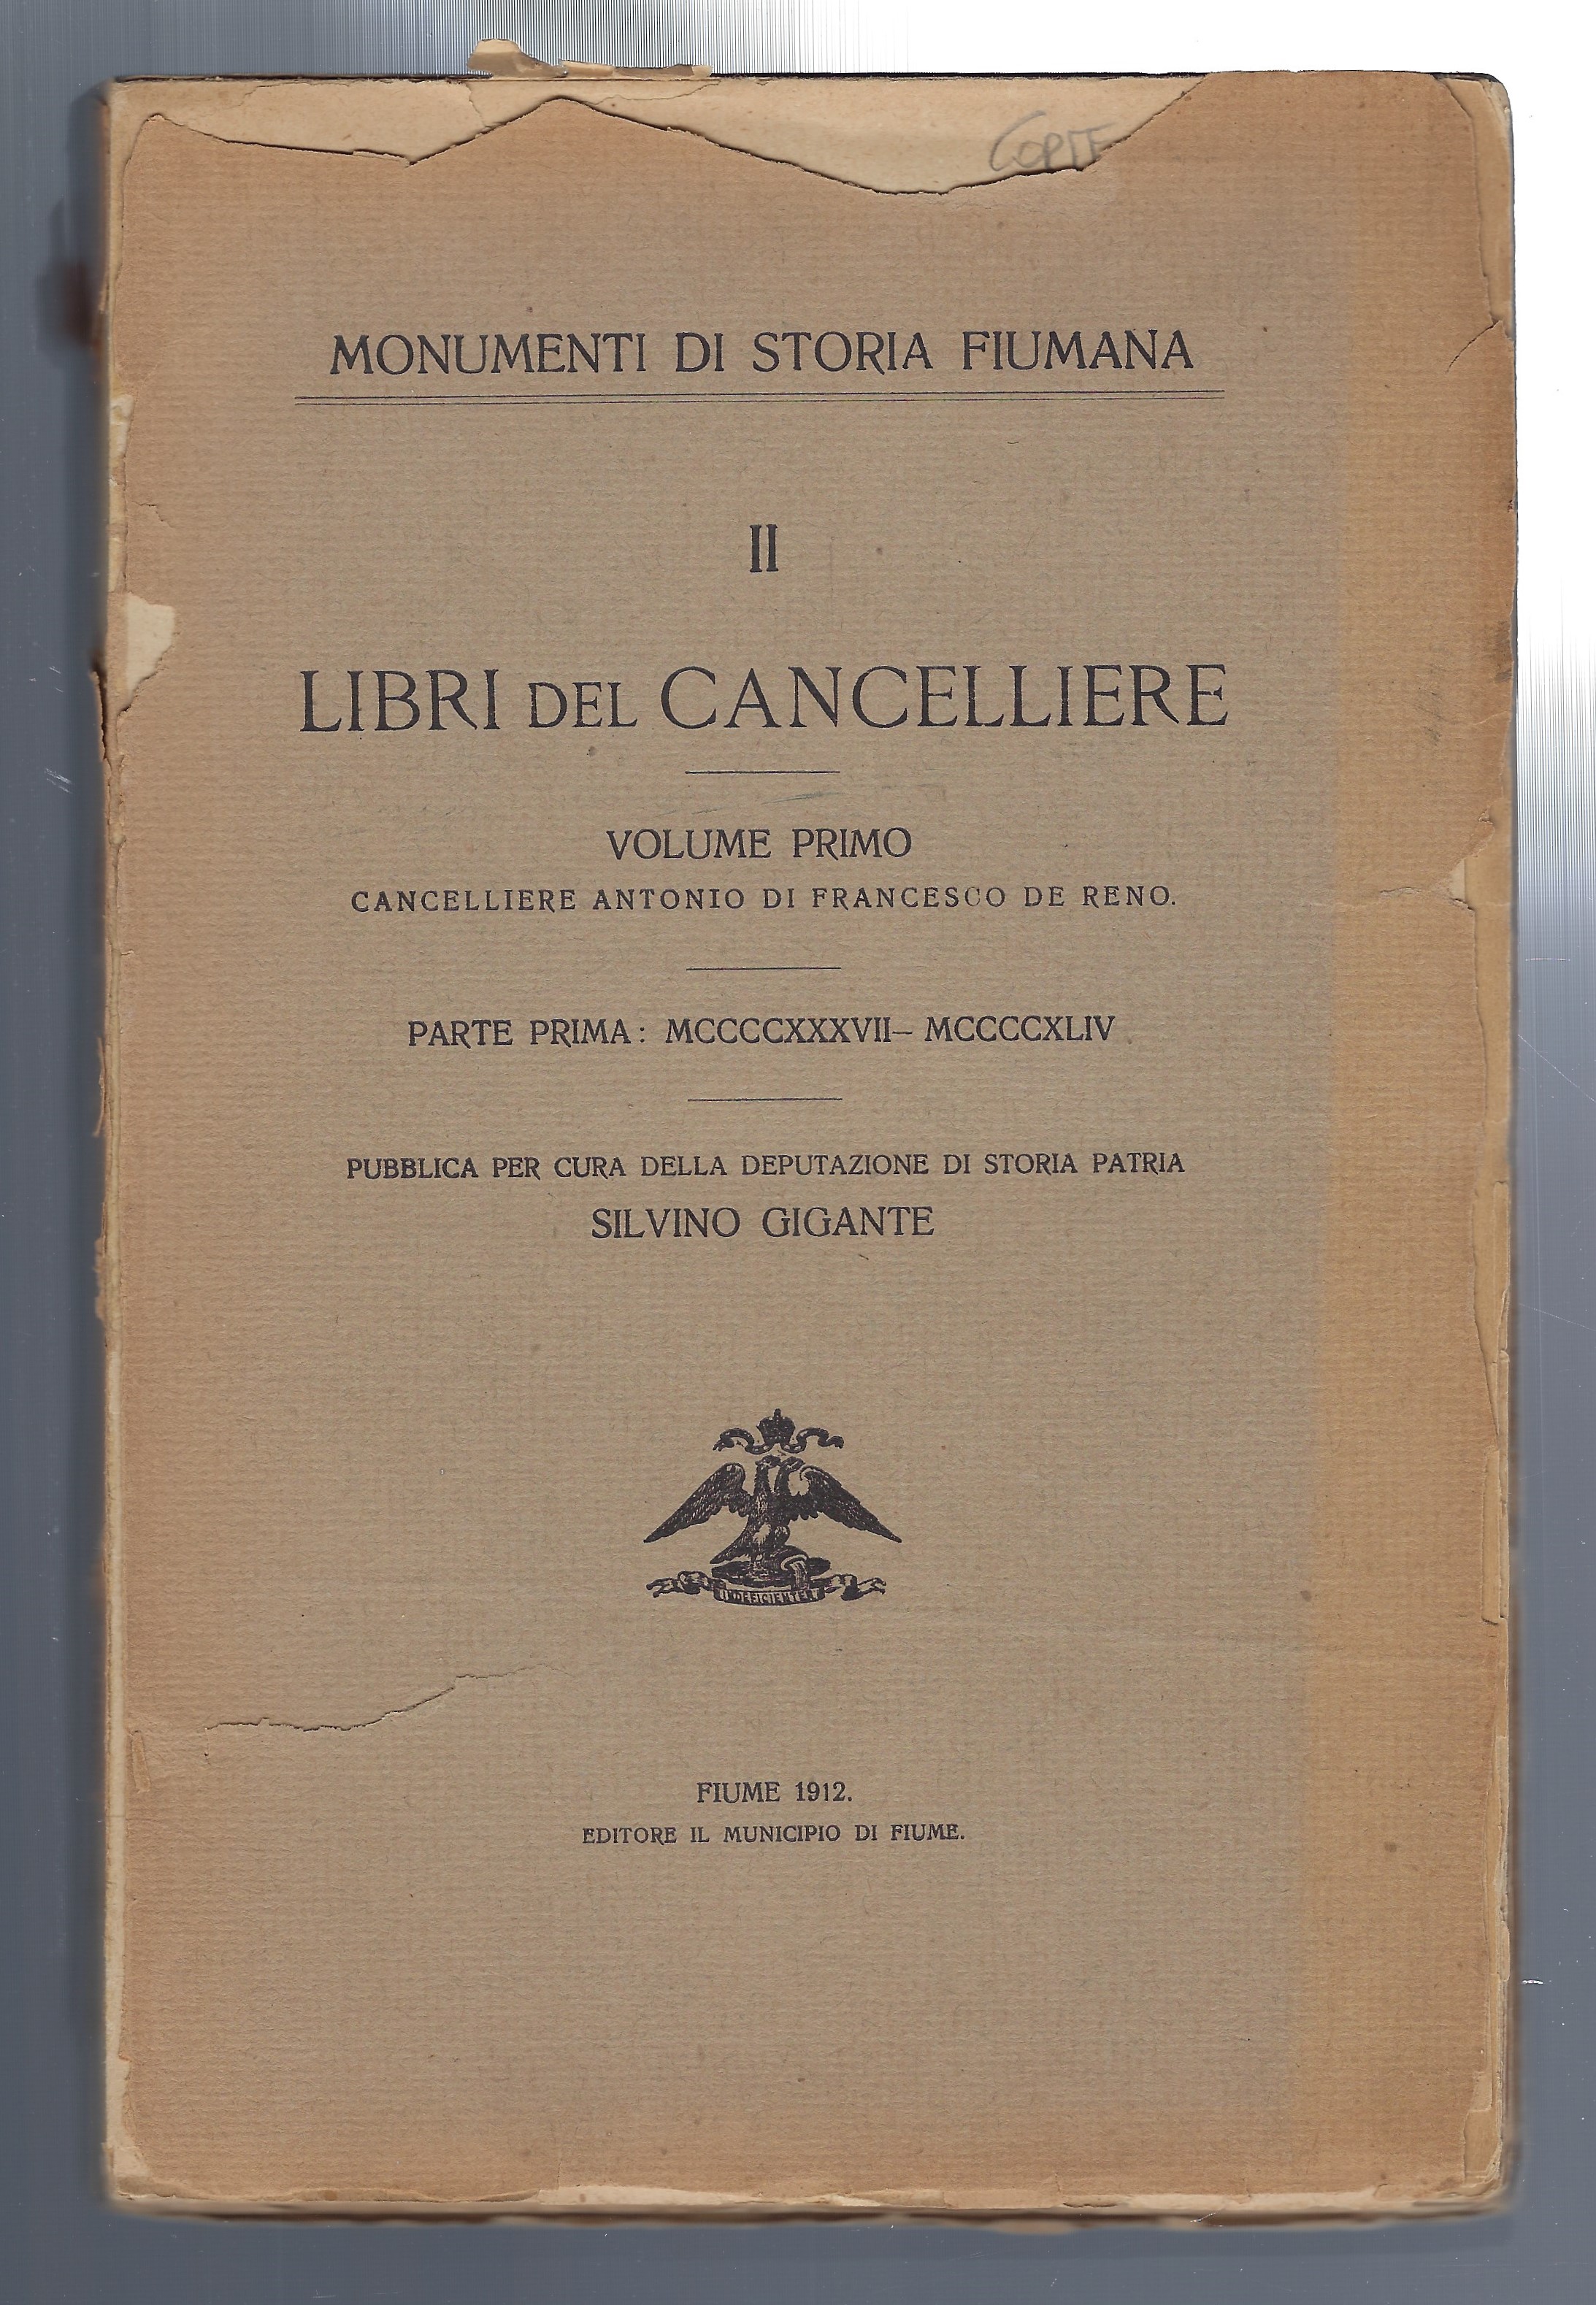 COPIE
MONUMENTI DI STORIA FIUMANA
II
LIBRI DEL CANCELLIERE
VOLUME PRIMO
CANCELLIERE ANTONIO DI FRANCESCO DE RENO.
PARTE PRIMA: MCCCCXXXVII– MCCCCXLIV
PUBBLICA PER CURA DELLA DEPUTAZIONE DI STORIA PATRIA
SILVINO GIGANTE
INDEFICIENTER
FIUME 1912.
EDITORE IL MUNICIPIO DI FIUME.